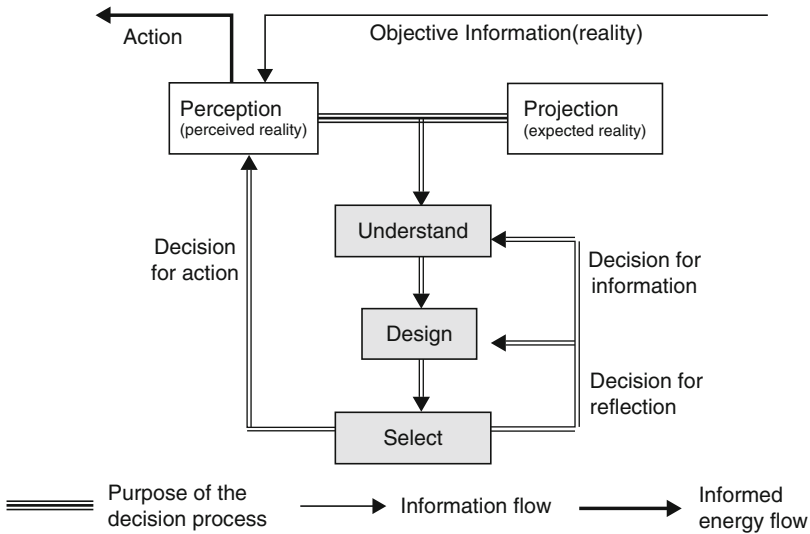 Action
Objective Information(reality)
Perception
(perceived reality)
Projection
(expected reality)
Understand
Decision
for action
Decision for
information
Design
Decision for
reflection
Select
Purpose of the
decision process
Information flow
Informed
energy flow